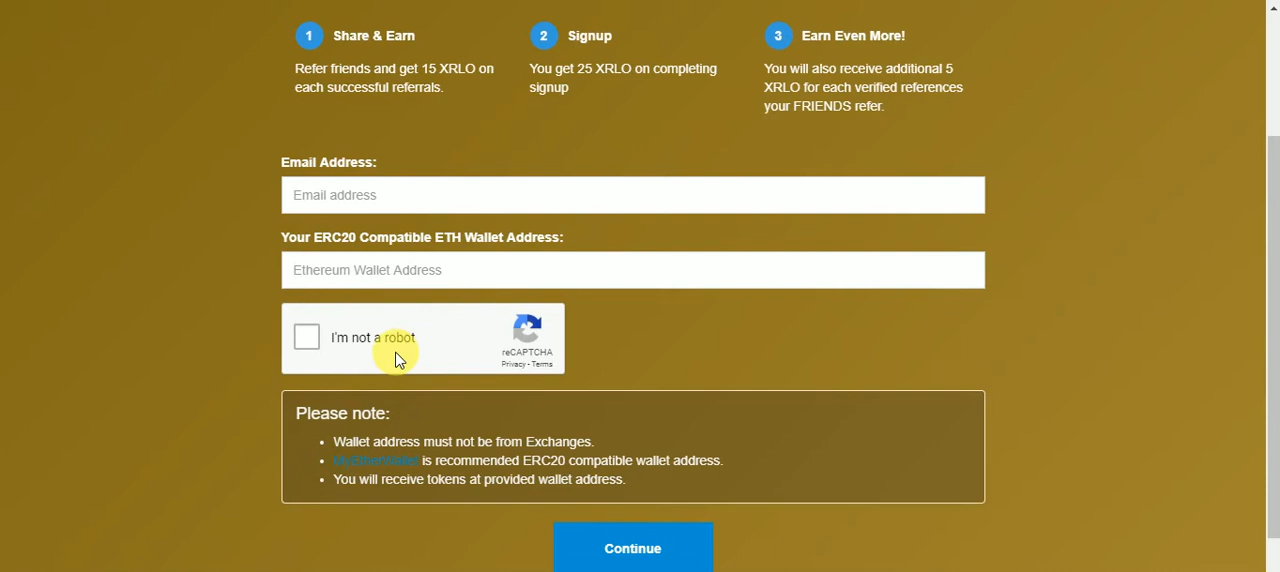 1 Share & Earn
Refer friends and get 15 XRLO on
each successful referrals.
2 Signup
You get 25 XRLO on completing
signup
3 Earn Even More!
You will also receive additional 5
XRLO for each verified references
your FRIENDS refer.
Email Address:
Email address
Your ERC20 Compatible ETH Wallet Address:
Ethereum Wallet Address
I'm not a robot
reCAPTCHA
Privacy - Terms
Please note:
• Wallet address must not be from Exchanges.
• MyEtherWallet is recommended ERC20 compatible wallet address.
• You will receive tokens at provided wallet address.
Continue